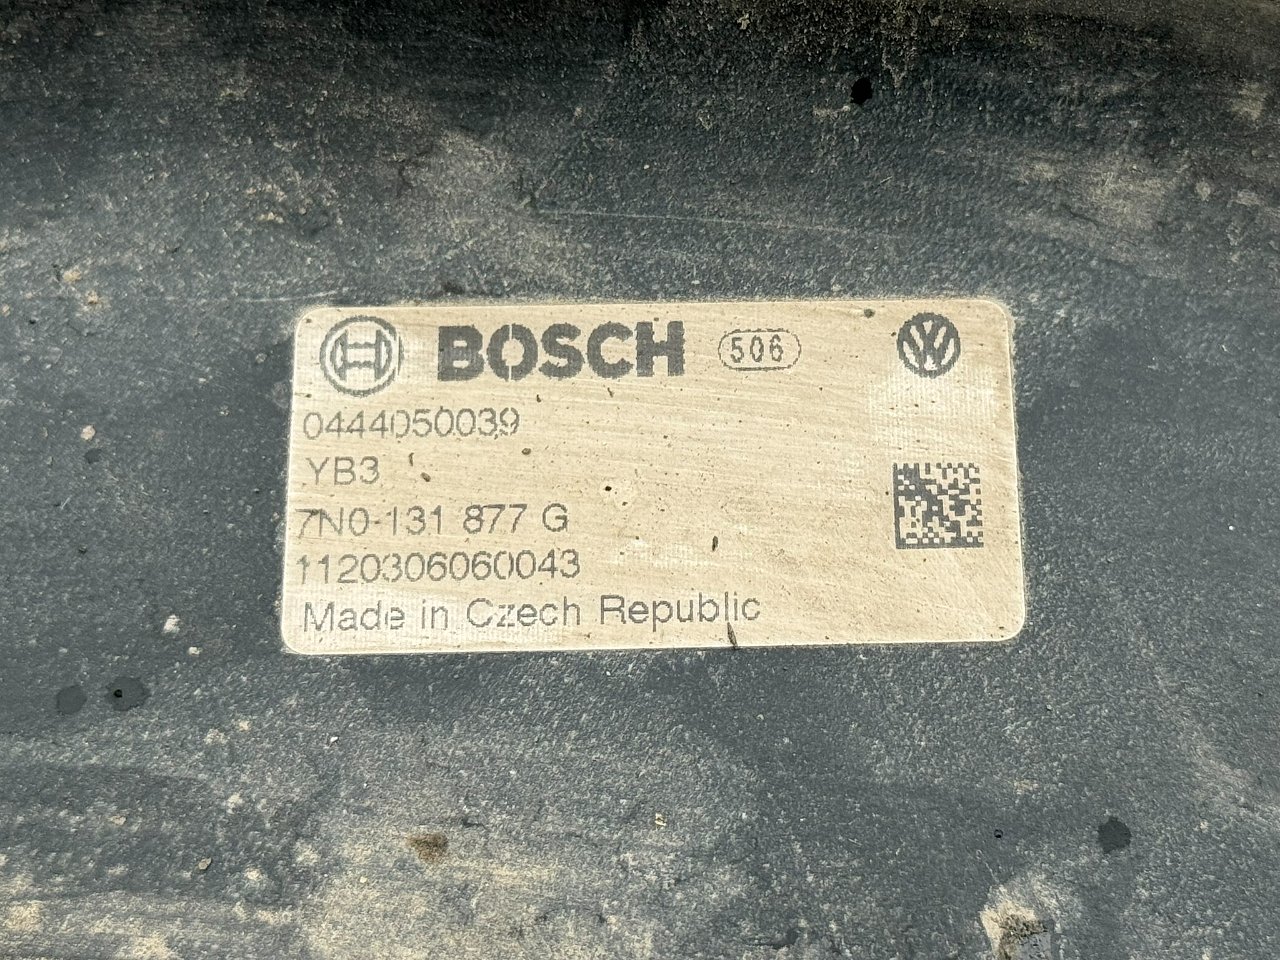 BOSCH 506
0444050039
YB3
7N0-131 877 G
1120306060043
Made in Czech Republic